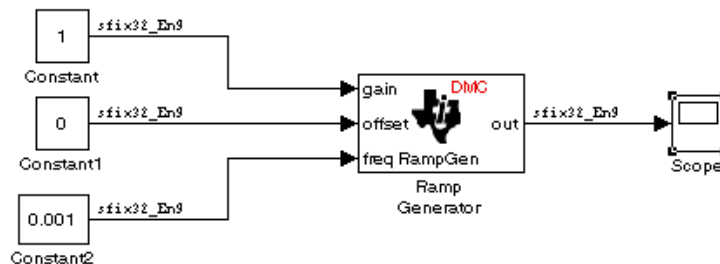 sfix32_En9
1
Constant
sfix32_En9
0
Constant1
sfix32_En9
0.001
Constant2
DMC
gain
offset
out
freq RampGen
Ramp
Generator
sfix32_En9
Scope